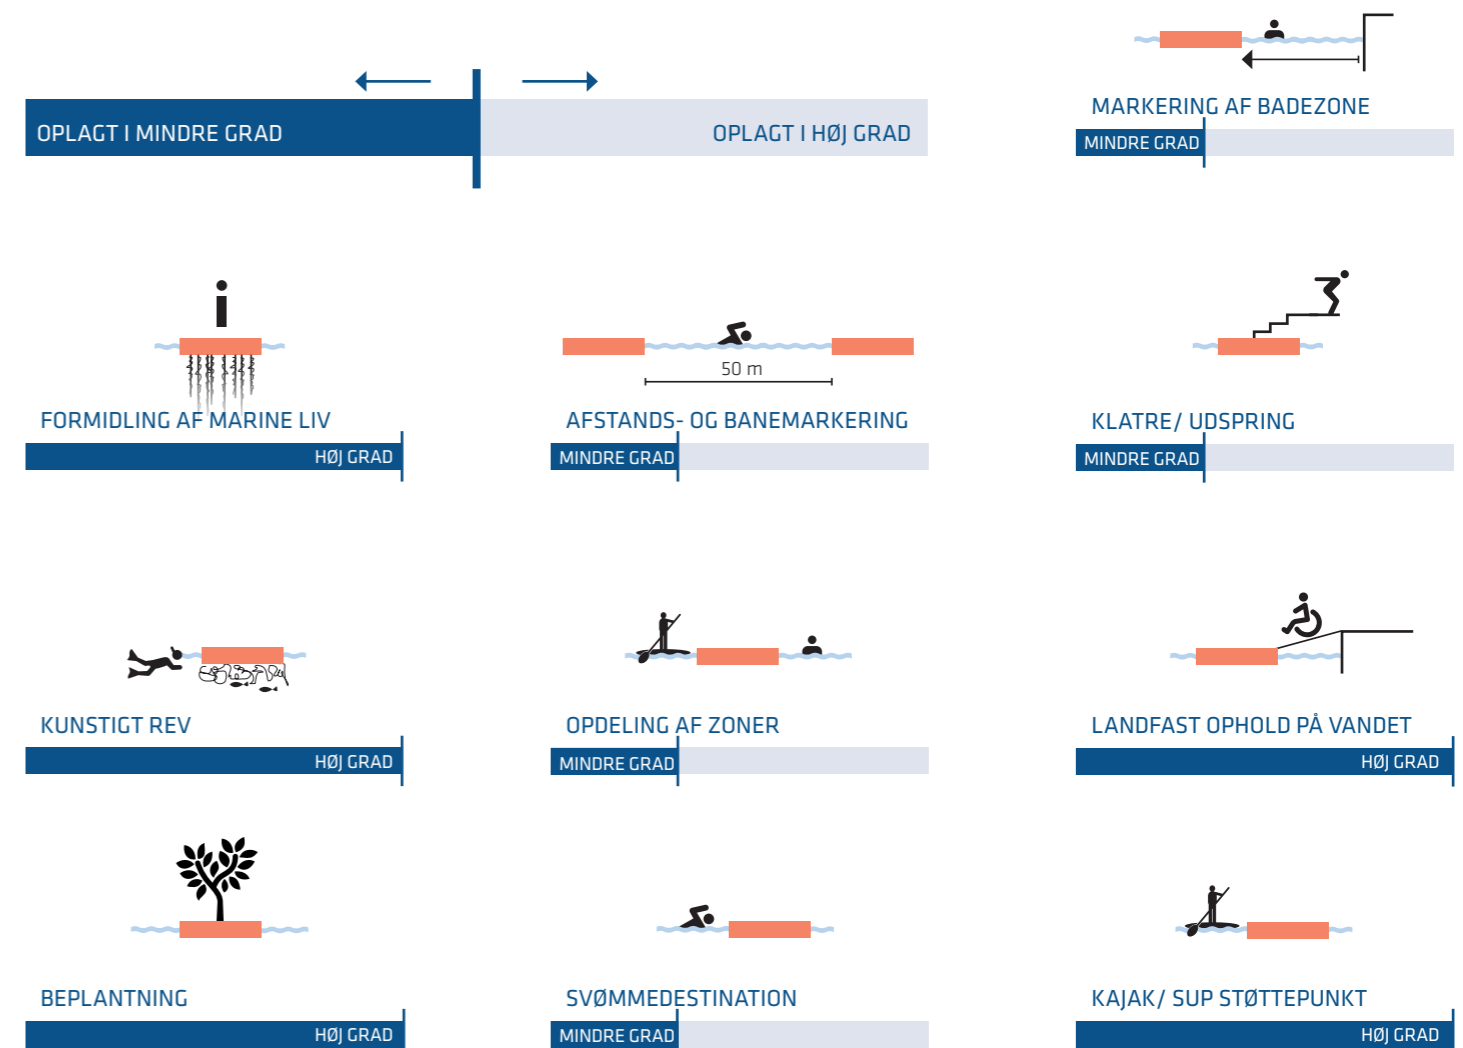 MARKERING AF BADEZONE
MINDRE GRAD
OPLAGT I MINDRE GRAD
OPLAGT I HØJ GRAD
i
FORMIDLING AF MARINE LIV
HØJ GRAD
50 m
AFSTANDS- OG BANEMARKERING
MINDRE GRAD
KLATRE/ UDSPRING
MINDRE GRAD
KUNSTIGT REV
HØJ GRAD
OPDELING AF ZONER
MINDRE GRAD
LANDFAST OPHOLD PÅ VANDET
HØJ GRAD
BEPLANTNING
HØJ GRAD
SVØMMEDESTINATION
MINDRE GRAD
KAJAK/ SUP STØTTEPUNKT
HØJ GRAD